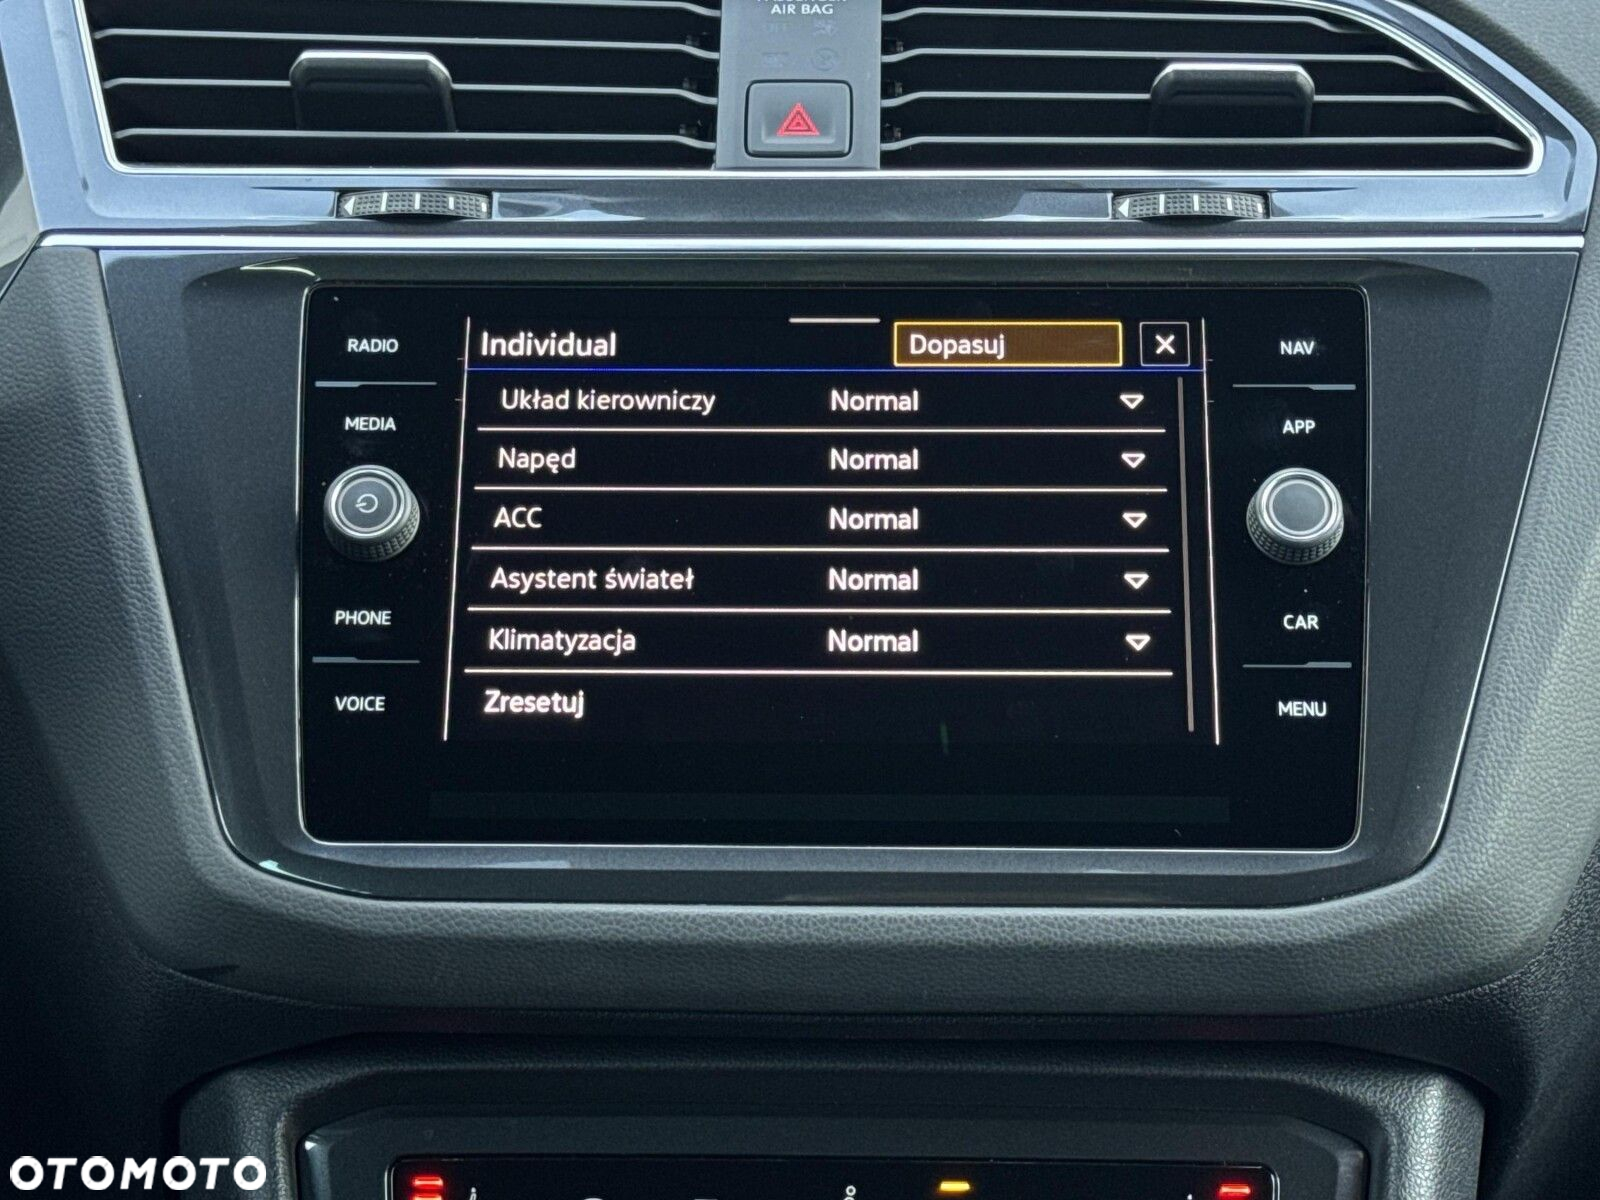 AIR BAG
RADIO
MEDIA
PHONE
VOICE
Individual
Dopasuj
Układ kierowniczy Normal
Napęd Normal
ACC Normal
Asystent świateł Normal
Klimatyzacja Normal
Zresetuj
NAV
APP
CAR
MENU
OTOMOTO